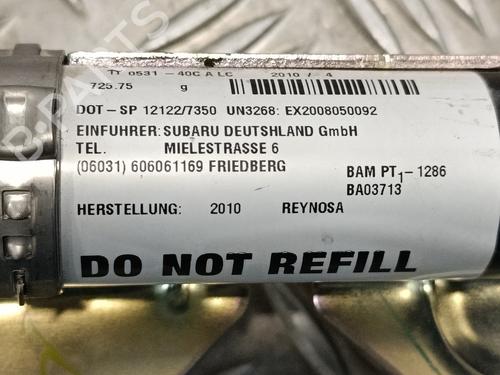 0531 - 40C A LC 2010 / 4
725.75 g
DOT-SP 12122/7350 UN3268: EX2008050092
EINFUHRER: SUBARU DEUTSHLAND GmbH
TEL. MIELESTRASSE 6
(06031) 606061169 FRIEDBERG
BAM PT1- 1286
BA03713
HERSTELLUNG: 2010 REYNOSA
DO NOT REFILL
B-PARTS